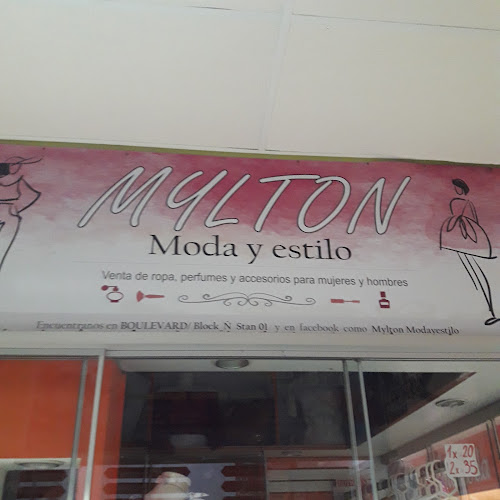 MYLTON
Moda y estilo
Venta de ropa, perfumes y accesorios para mujeres y hombres
Encuentranos en BOULEVARD/ Block Ñ Stan 01 y en facebook como Mylton Modayestilo
1x 20
2x 35